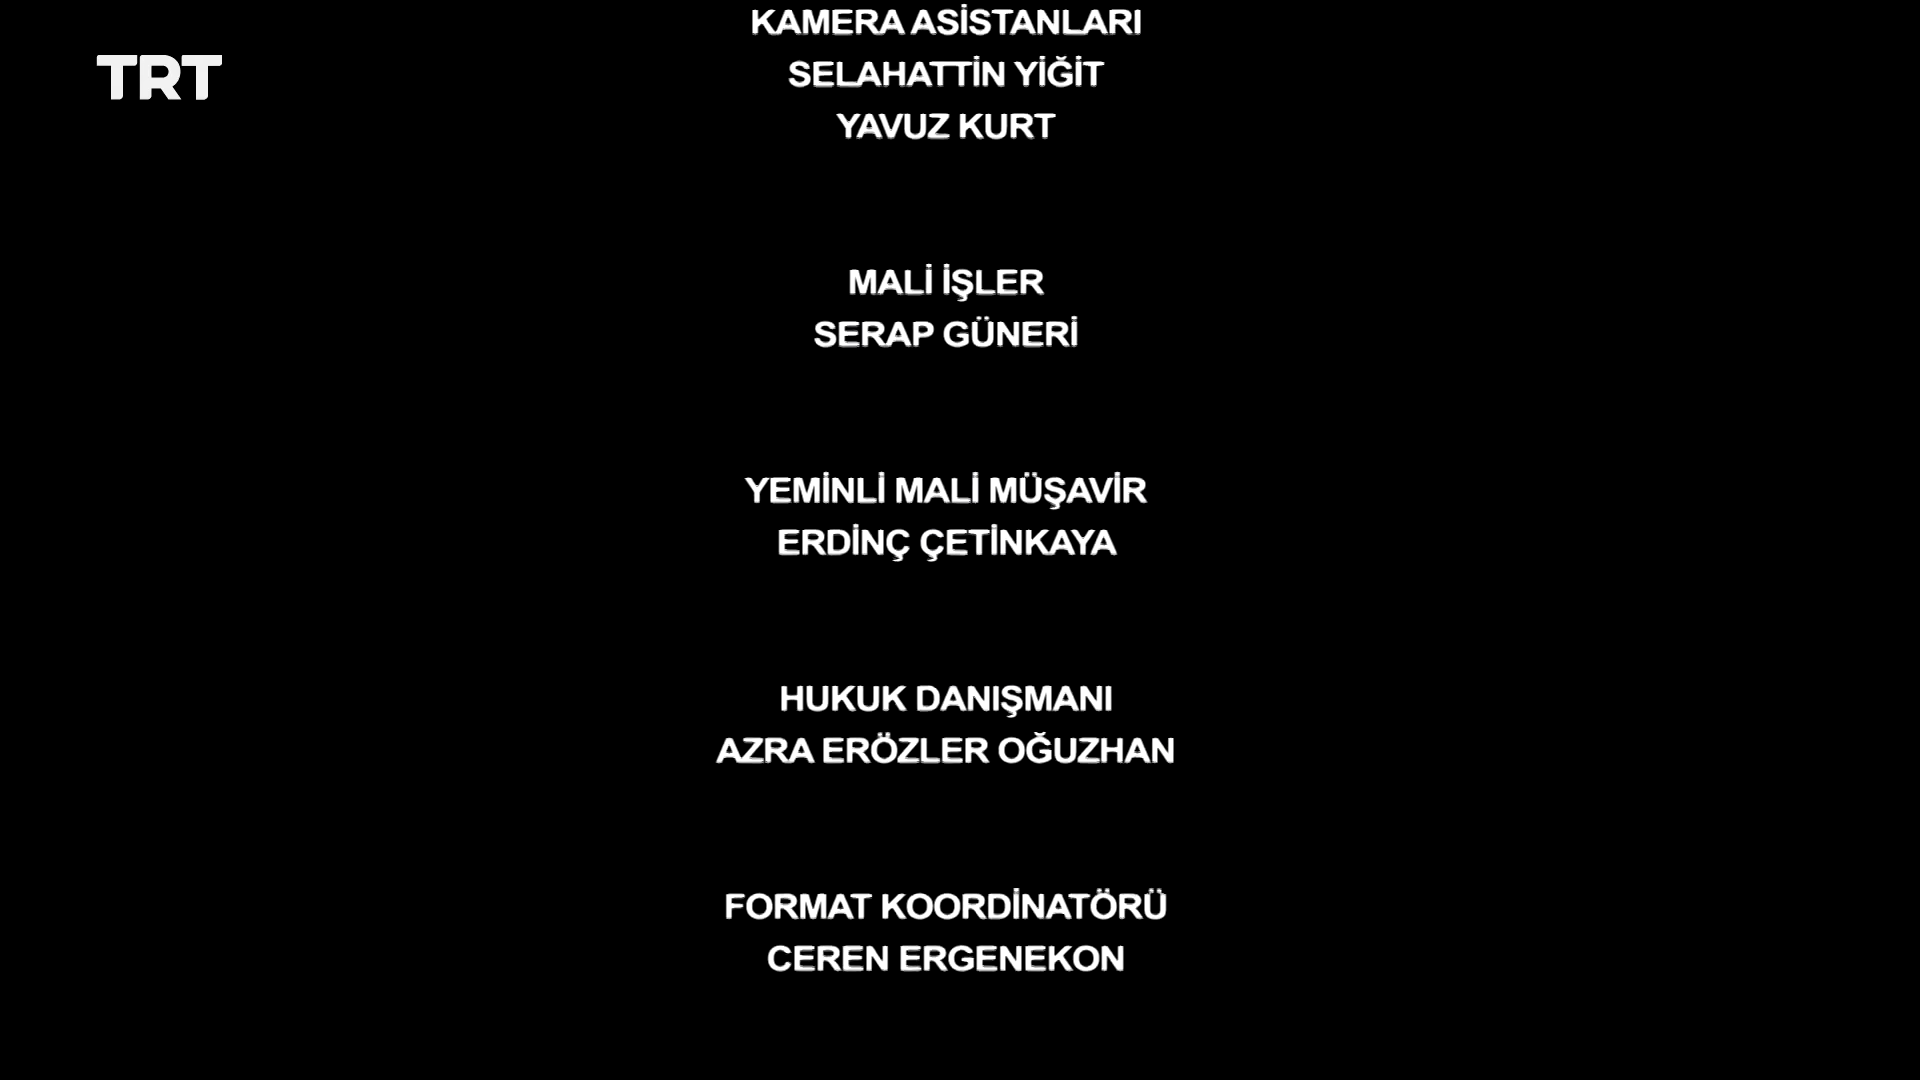 KAMERA ASİSTANLARI
TRT
SELAHATTİN YİĞİT
YAVUZ KURT
MALİ İŞLER
SERAP GÜNERİ
YEMİNLİ MALİ MÜŞAVİR
ERDİNÇ ÇETİNKAYA
HUKUK DANIŞMANI
AZRA ERÖZLER OĞUZHAN
FORMAT KOORDİNATÖRÜ
CEREN ERGENEKON